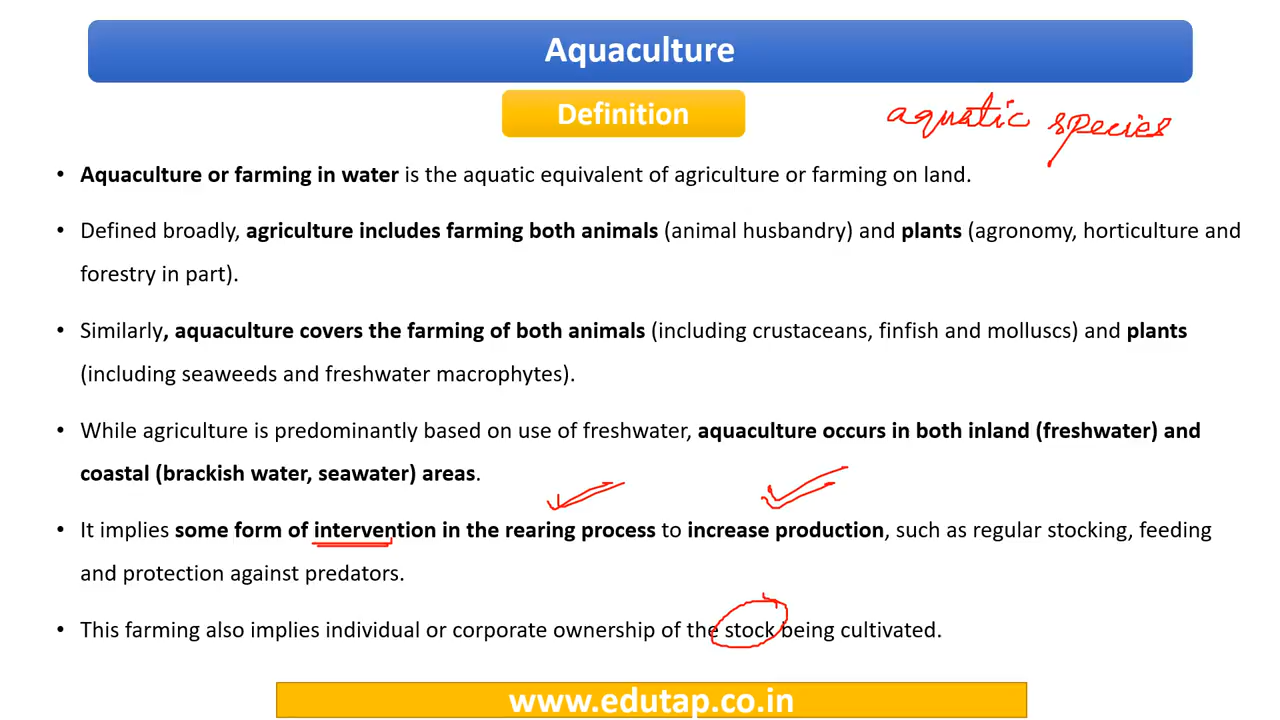 Aquaculture
Definition
aquatic species
• Aquaculture or farming in water is the aquatic equivalent of agriculture or farming on land.
• Defined broadly, agriculture includes farming both animals (animal husbandry) and plants (agronomy, horticulture and
forestry in part).
• Similarly, aquaculture covers the farming of both animals (including crustaceans, finfish and molluscs) and plants
(including seaweeds and freshwater macrophytes).
• While agriculture is predominantly based on use of freshwater, aquaculture occurs in both inland (freshwater) and
coastal (brackish water, seawater) areas.
• It implies some form of intervention in the rearing process to increase production, such as regular stocking, feeding
and protection against predators.
• This farming also implies individual or corporate ownership of the stock being cultivated.
www.edutap.co.in